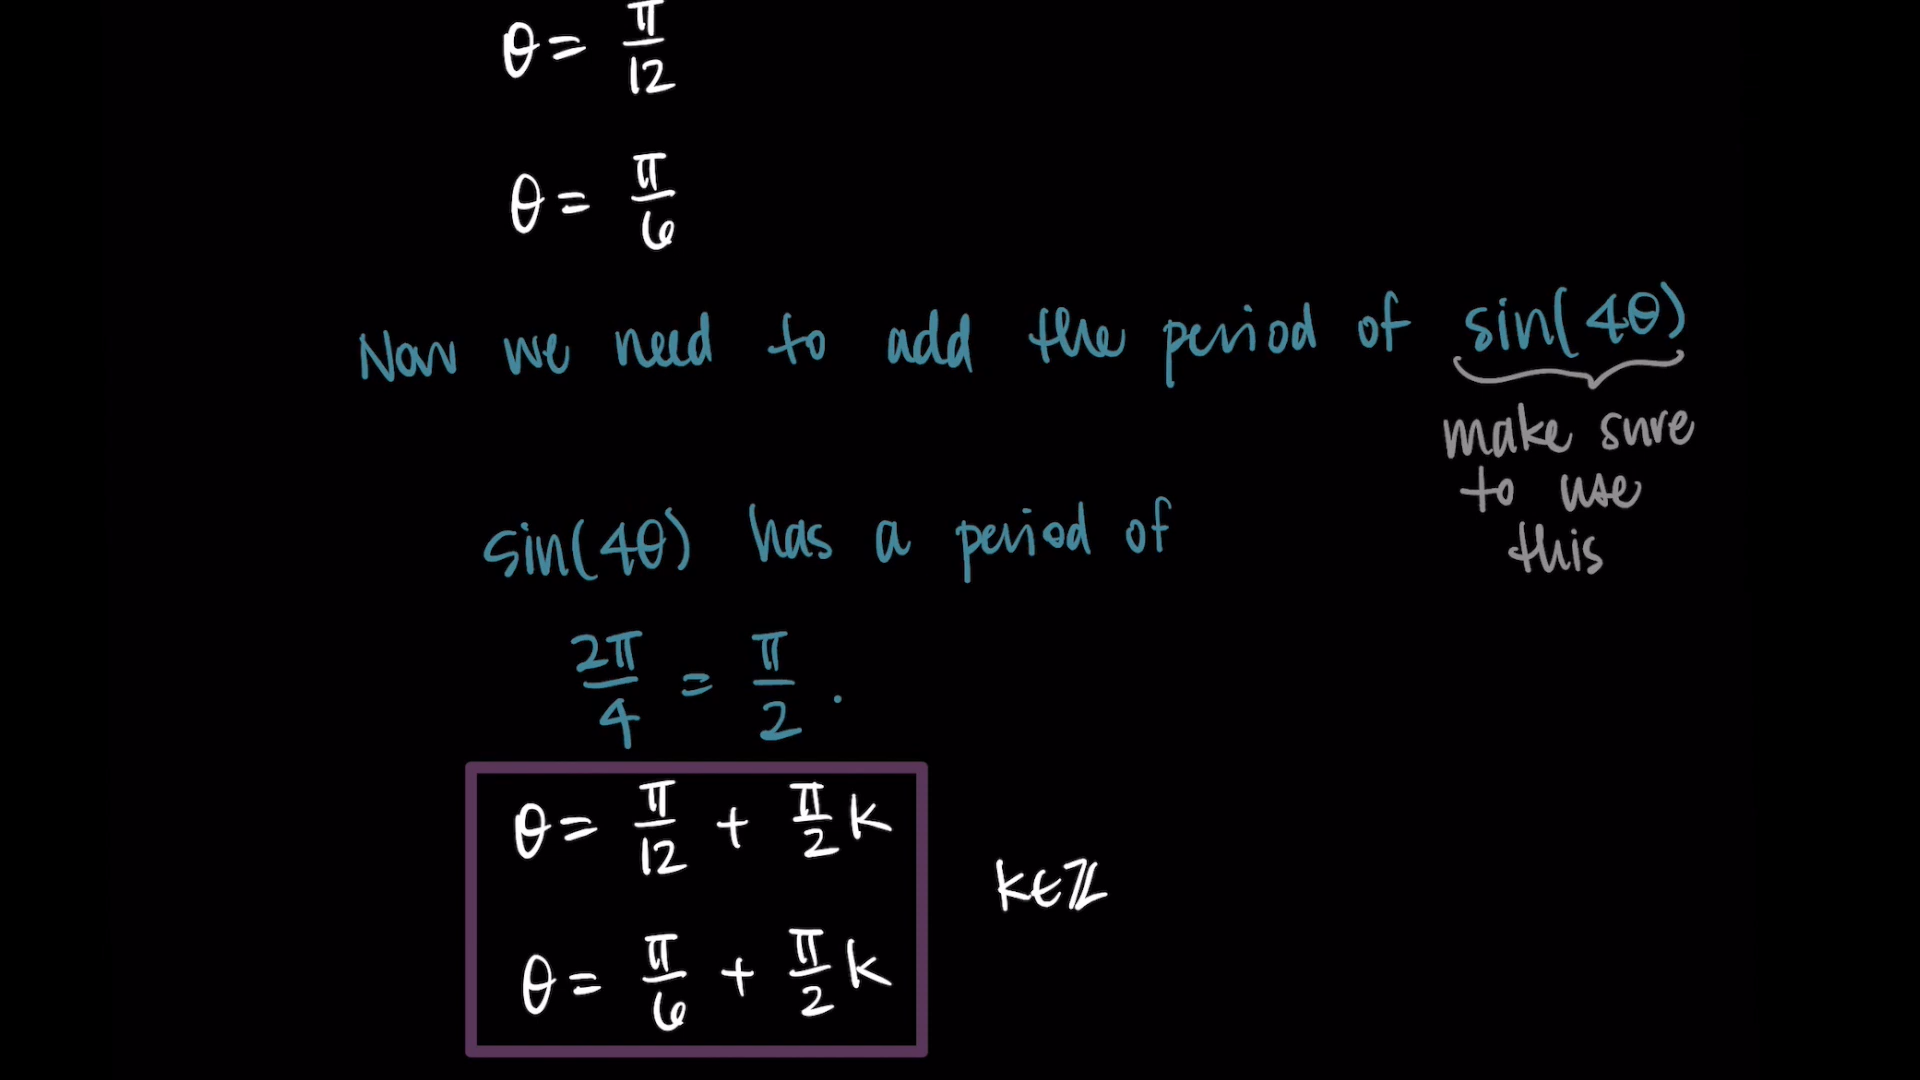 θ = π/12
θ = π/6
Now we need to add the period of sin(4θ)
make sure
to use
this
sin(4θ) has a period of
2π/4 = π/2 .
θ = π/12 + π/2 k
k∈ℤ
θ = π/6 + π/2 k